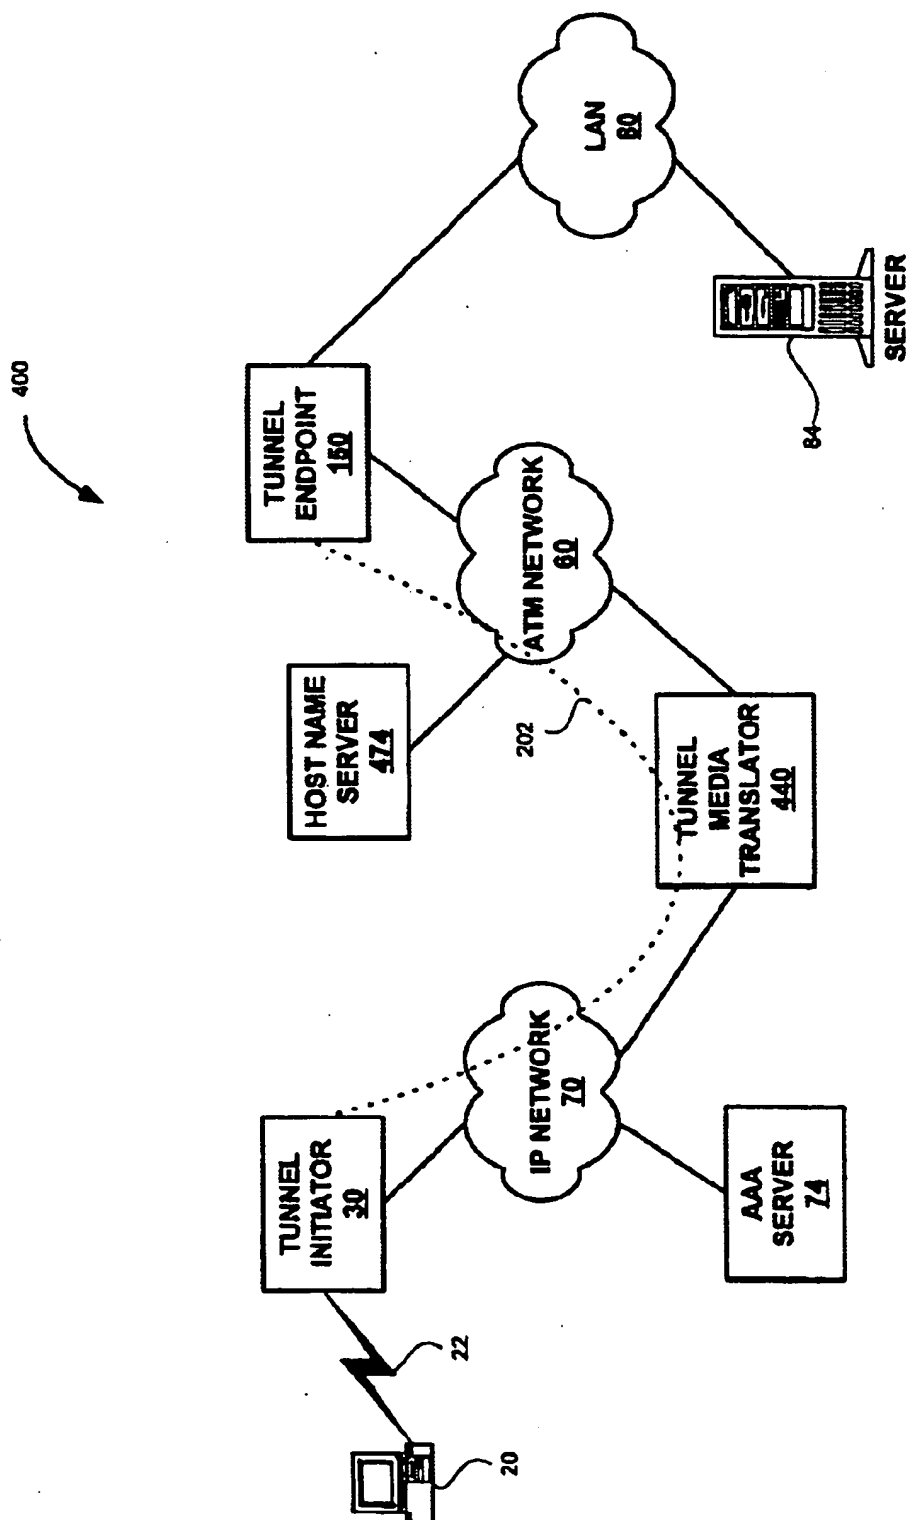 400
TUNNEL
INITIATOR
30
HOST NAME
SERVER
474
TUNNEL
ENDPOINT
150
22
20
IP NETWORK
70
ATM NETWORK
60
LAN
80
202
AAA
SERVER
74
TUNNEL
MEDIA
TRANSLATOR
440
84
SERVER